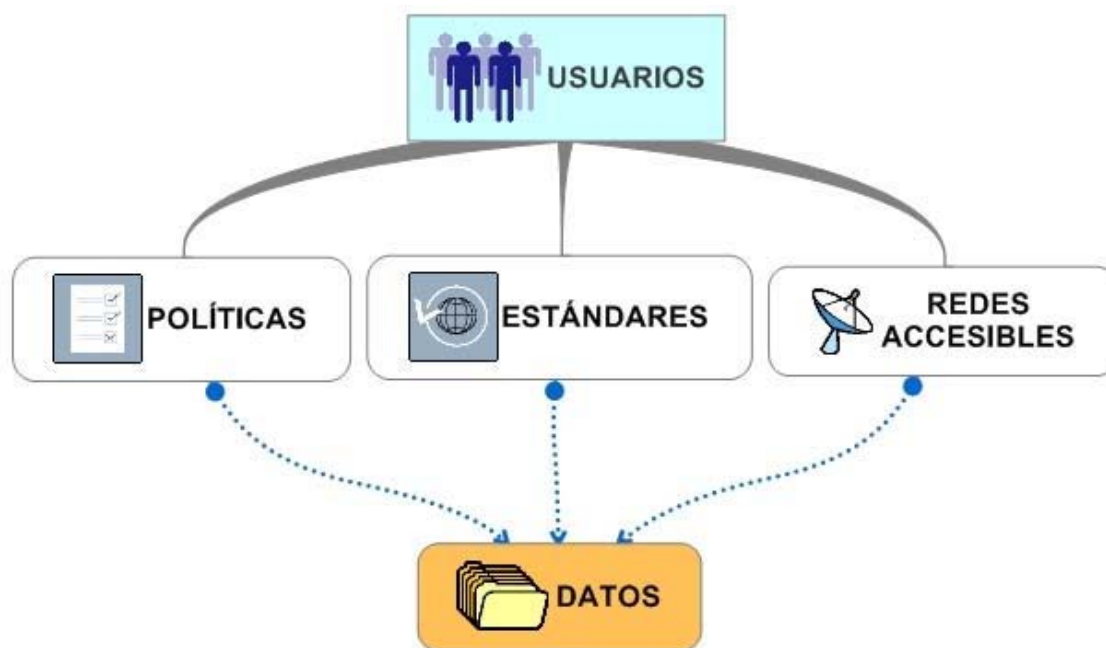 USUARIOS
POLÍTICAS
ESTÁNDARES
REDES
ACCESIBLES
DATOS